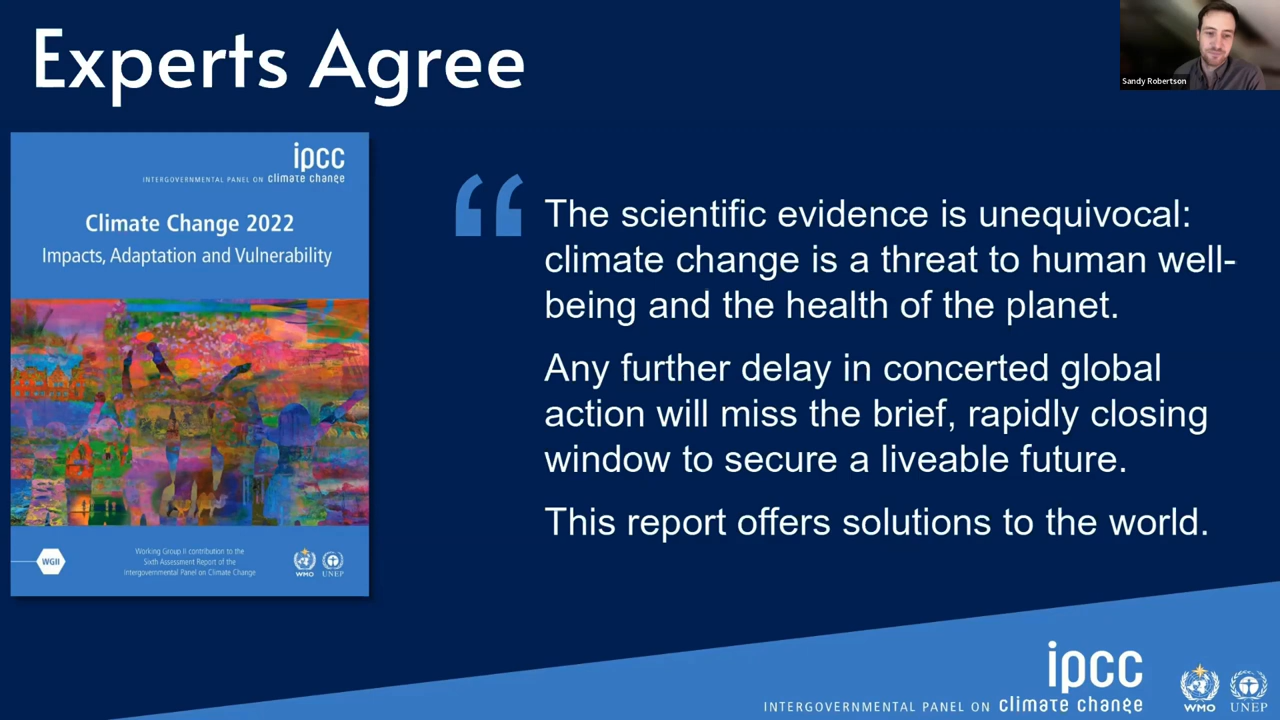 Experts Agree
Sandy Robertson
ipcc
INTERGOVERNMENTAL PANEL ON climate change
Climate Change 2022
Impacts, Adaptation and Vulnerability
WGII
Working Group II contribution to the
Sixth Assessment Report of the
Intergovernmental Panel on Climate Change
WMO
UNEP
“
The scientific evidence is unequivocal:
climate change is a threat to human well-
being and the health of the planet.
Any further delay in concerted global
action will miss the brief, rapidly closing
window to secure a liveable future.
This report offers solutions to the world.
ipcc
INTERGOVERNMENTAL PANEL ON climate change
WMO
UNEP